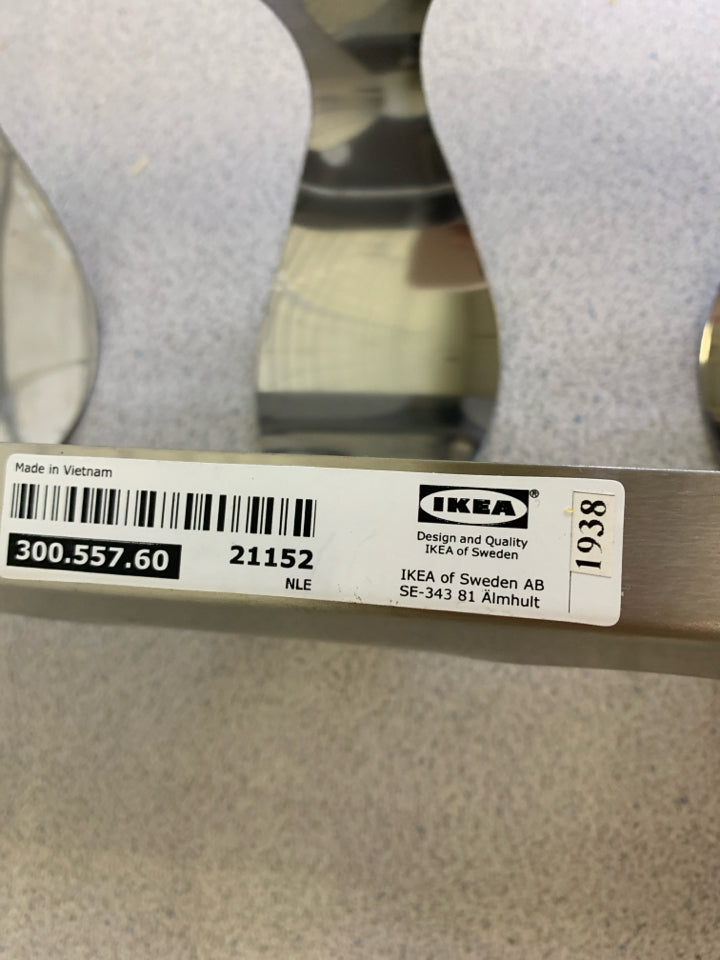 Made in Vietnam
300.557.60
21152
NLE
IKEA®
Design and Quality
IKEA of Sweden
IKEA of Sweden AB
SE-343 81 Älmhult
1938